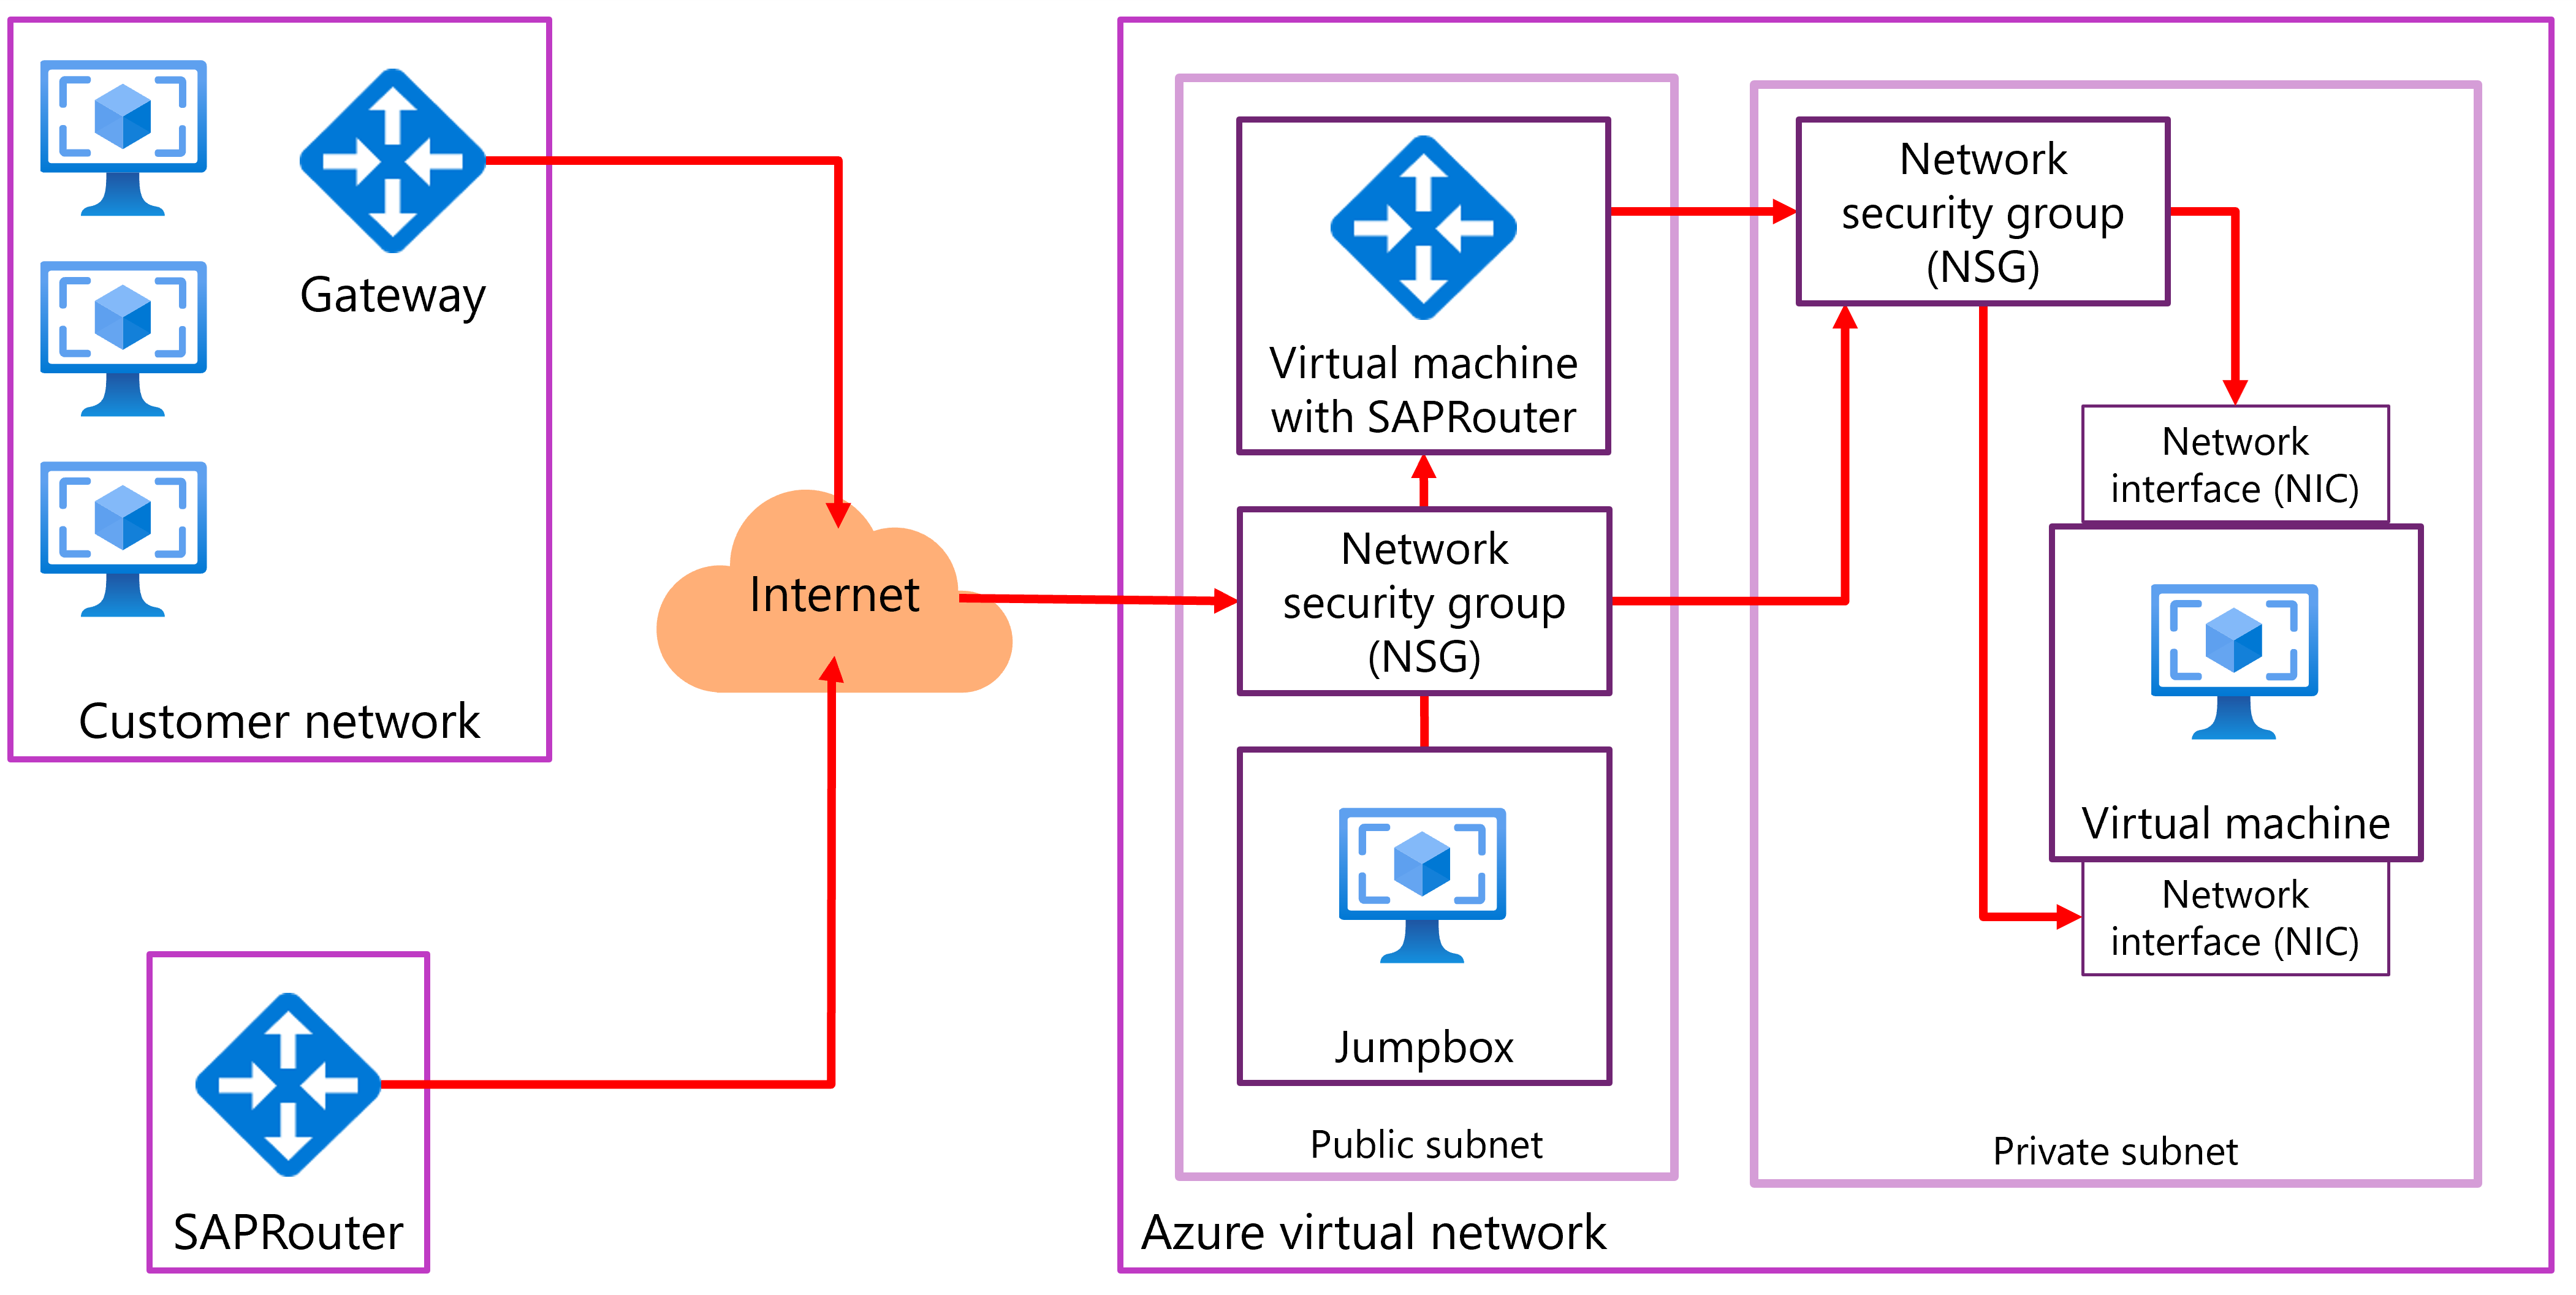 Gateway
Customer network
SAPRouter
Internet
Virtual machine
with SAPRouter
Network
security group
(NSG)
Jumpbox
Public subnet
Network
security group
(NSG)
Network
interface (NIC)
Virtual machine
Network
interface (NIC)
Private subnet
Azure virtual network